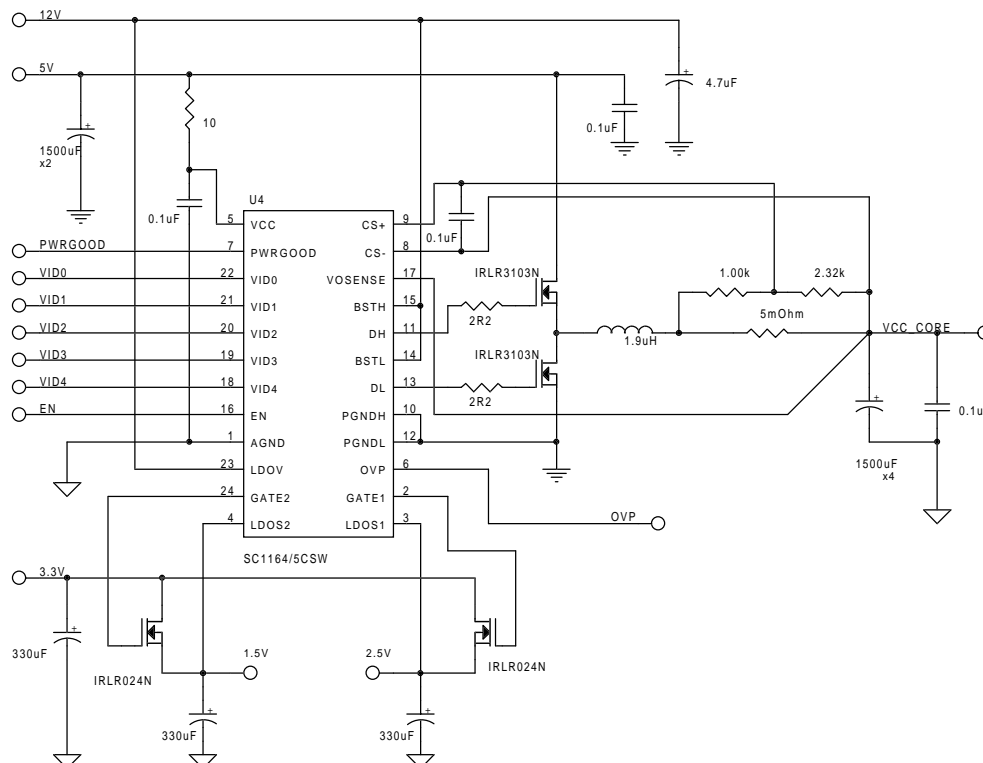 12V
5V
4.7uF
10
0.1uF
1500uF
x2
U4
0.1uF
5 VCC CS+ 9
0.1uF
PWRGOOD 7 PWRGOOD CS- 8
VID0 22 VID0 VOSENSE 17 IRLR3103N 1.00k 2.32k
VID1 21 VID1 BSTH 15
2R2 5mOhm
VID2 20 VID2 DH 11 VCC_CORE
1.9uH
VID3 19 VID3 BSTL 14 IRLR3103N
VID4 18 VID4 DL 13
2R2
EN 16 EN PGNDH 10 0.1u
1 AGND PGNDL 12
1500uF
x4
23 LDOV OVP 6
24 GATE2 GATE1 2
4 LDOS2 LDOS1 3 OVP
SC1164/5CSW
3.3V
330uF
1.5V 2.5V
IRLR024N IRLR024N
330uF 330uF